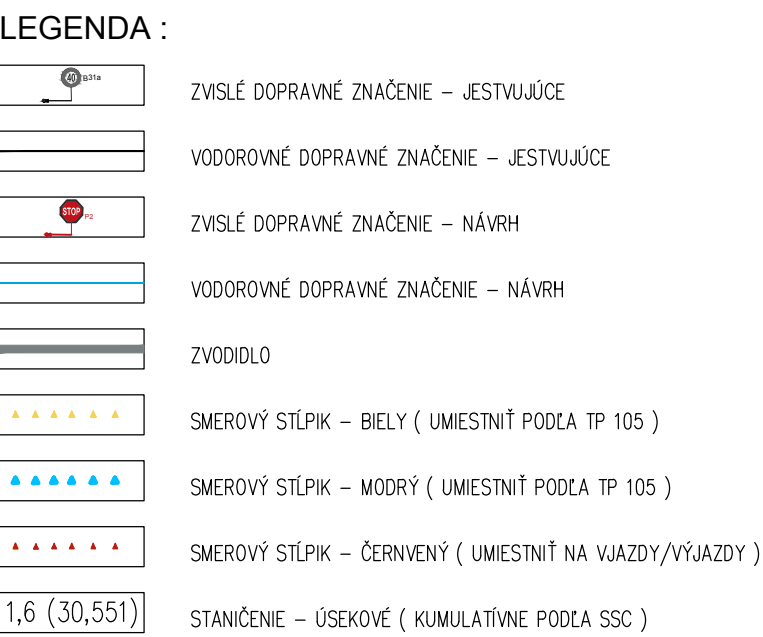 LEGENDA :
40 B31a ZVISLÉ DOPRAVNÉ ZNAČENIE – JESTVUJÚCE
VODOROVNÉ DOPRAVNÉ ZNAČENIE – JESTVUJÚCE
STOP P2 ZVISLÉ DOPRAVNÉ ZNAČENIE – NÁVRH
VODOROVNÉ DOPRAVNÉ ZNAČENIE – NÁVRH
ZVODIDLO
SMEROVÝ STĹPIK – BIELY ( UMIESTNIŤ PODĽA TP 105 )
SMEROVÝ STĹPIK – MODRÝ ( UMIESTNIŤ PODĽA TP 105 )
SMEROVÝ STĹPIK – ČERNVENÝ ( UMIESTNIŤ NA VJAZDY/VÝJAZDY )
1,6 (30,551) STANIČENIE – ÚSEKOVÉ ( KUMULATÍVNE PODĽA SSC )